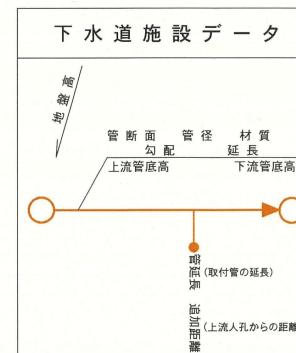 下水道施設データ
地盤高
管断面 管径 材質
勾配 延長
上流管底高 下流管底高
管延長 (取付管の延長)
追加距離 (上流人孔からの距離